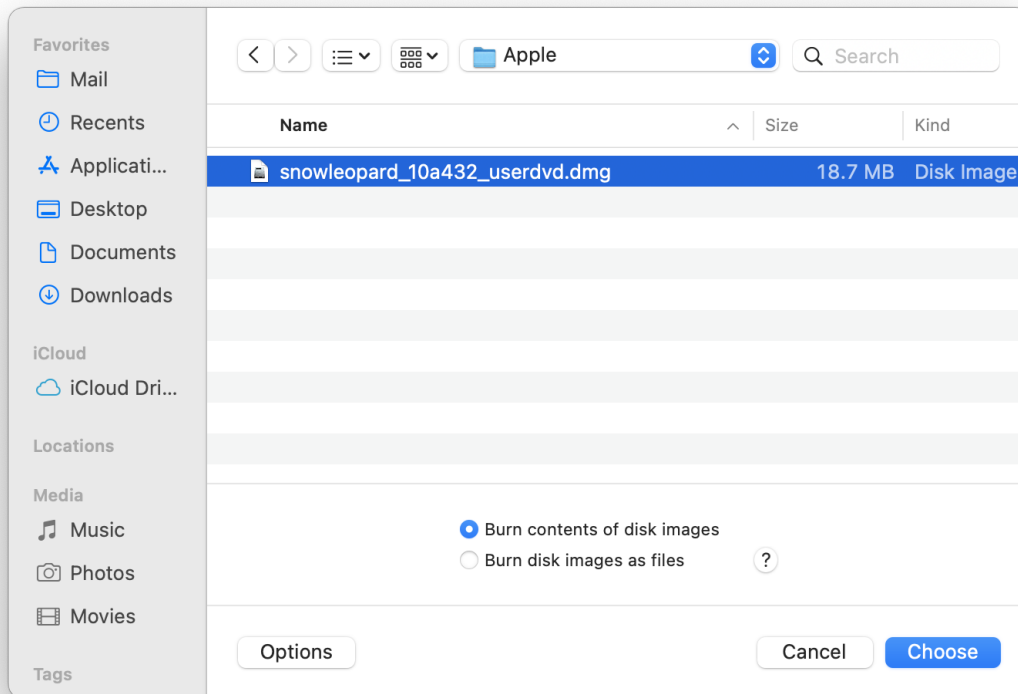 Favorites
Mail
Recents
Applicati...
Desktop
Documents
Downloads
iCloud
iCloud Dri...
Locations
Media
Music
Photos
Movies
Tags
Apple
Search
Name Size Kind
snowleopard_10a432_userdvd.dmg 18.7 MB Disk Image
Burn contents of disk images
Burn disk images as files ?
Options Cancel Choose